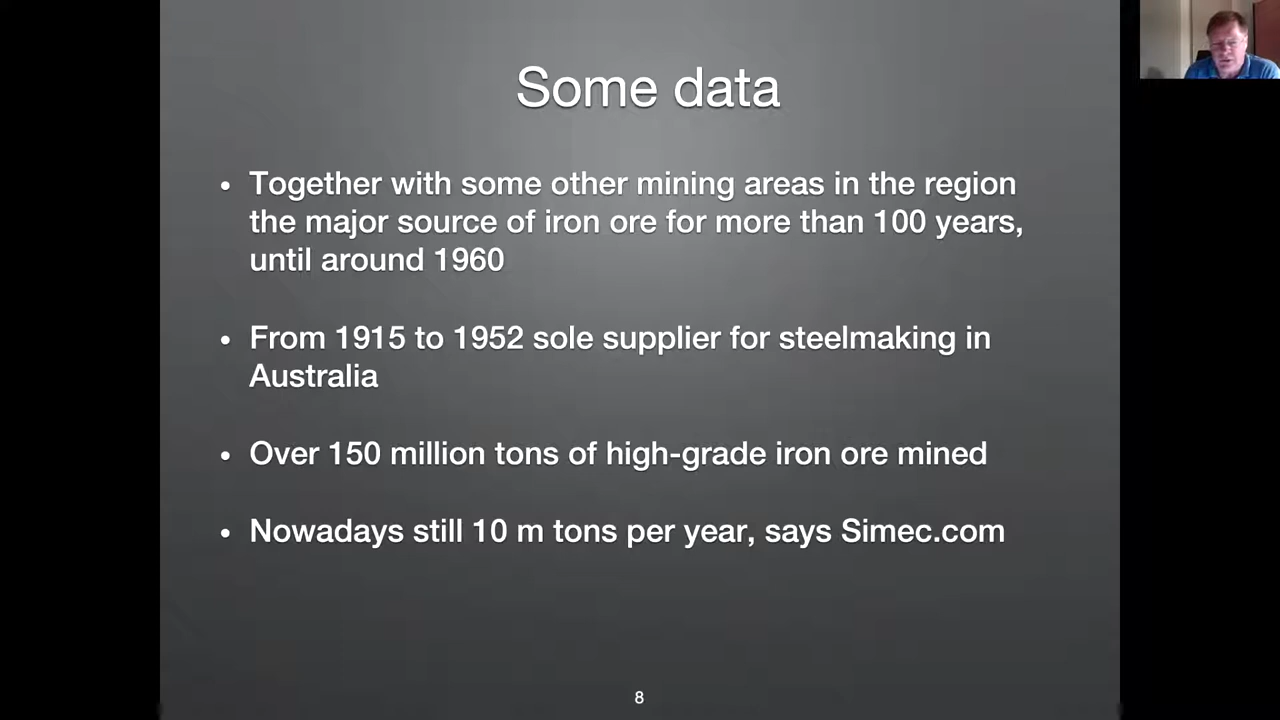 Some data
• Together with some other mining areas in the region
the major source of iron ore for more than 100 years,
until around 1960
• From 1915 to 1952 sole supplier for steelmaking in
Australia
• Over 150 million tons of high-grade iron ore mined
• Nowadays still 10 m tons per year, says Simec.com
8